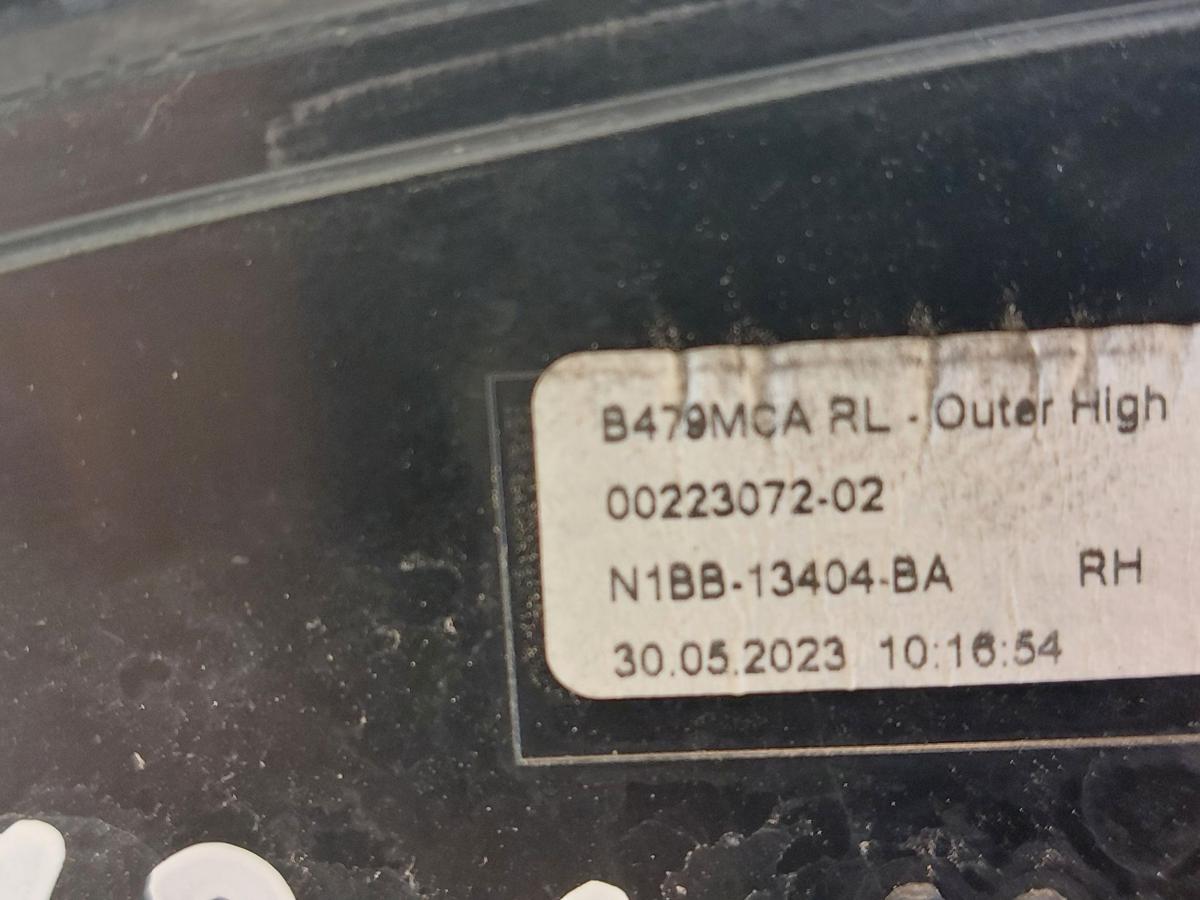 B479MCA RL - Outer High
00223072-02
N1BB-13404-BA RH
30.05.2023 10:16:54